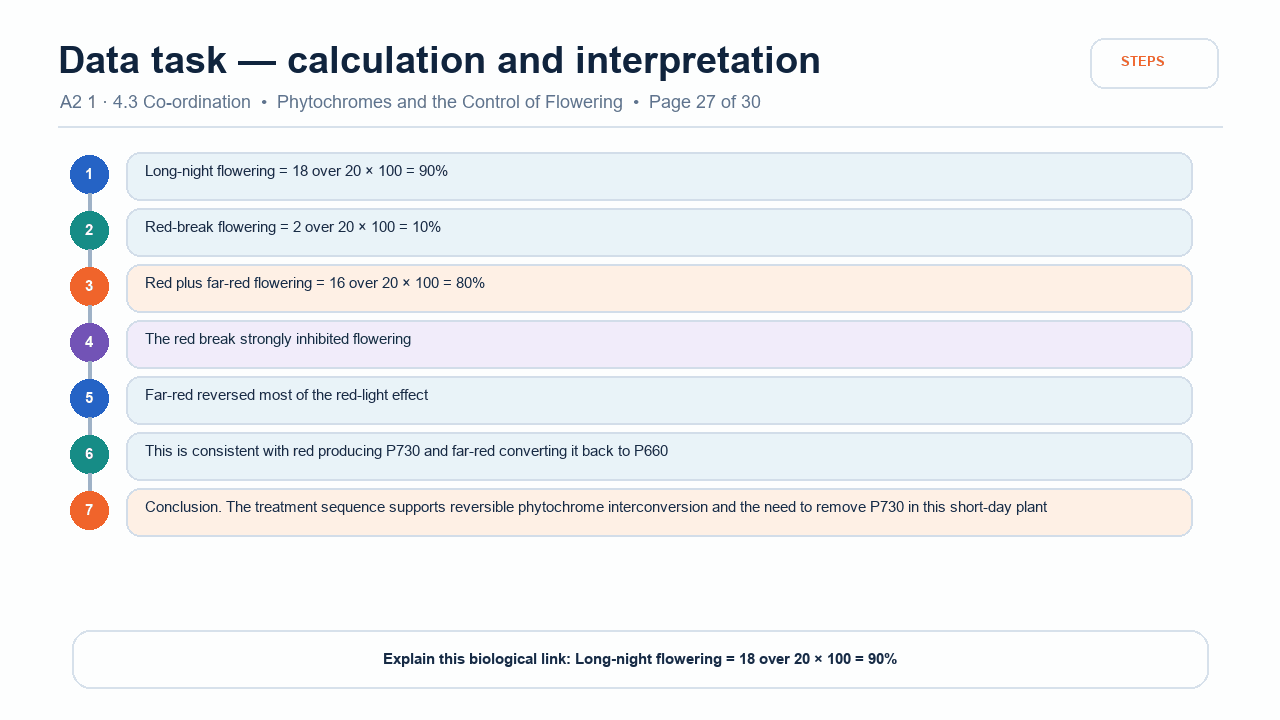 Data task — calculation and interpretation
STEPS
A2 1 · 4.3 Co-ordination • Phytochromes and the Control of Flowering • Page 27 of 30
1 Long-night flowering = 18 over 20 × 100 = 90%
2 Red-break flowering = 2 over 20 × 100 = 10%
3 Red plus far-red flowering = 16 over 20 × 100 = 80%
4 The red break strongly inhibited flowering
5 Far-red reversed most of the red-light effect
6 This is consistent with red producing P730 and far-red converting it back to P660
7 Conclusion. The treatment sequence supports reversible phytochrome interconversion and the need to remove P730 in this short-day plant
Explain this biological link: Long-night flowering = 18 over 20 × 100 = 90%